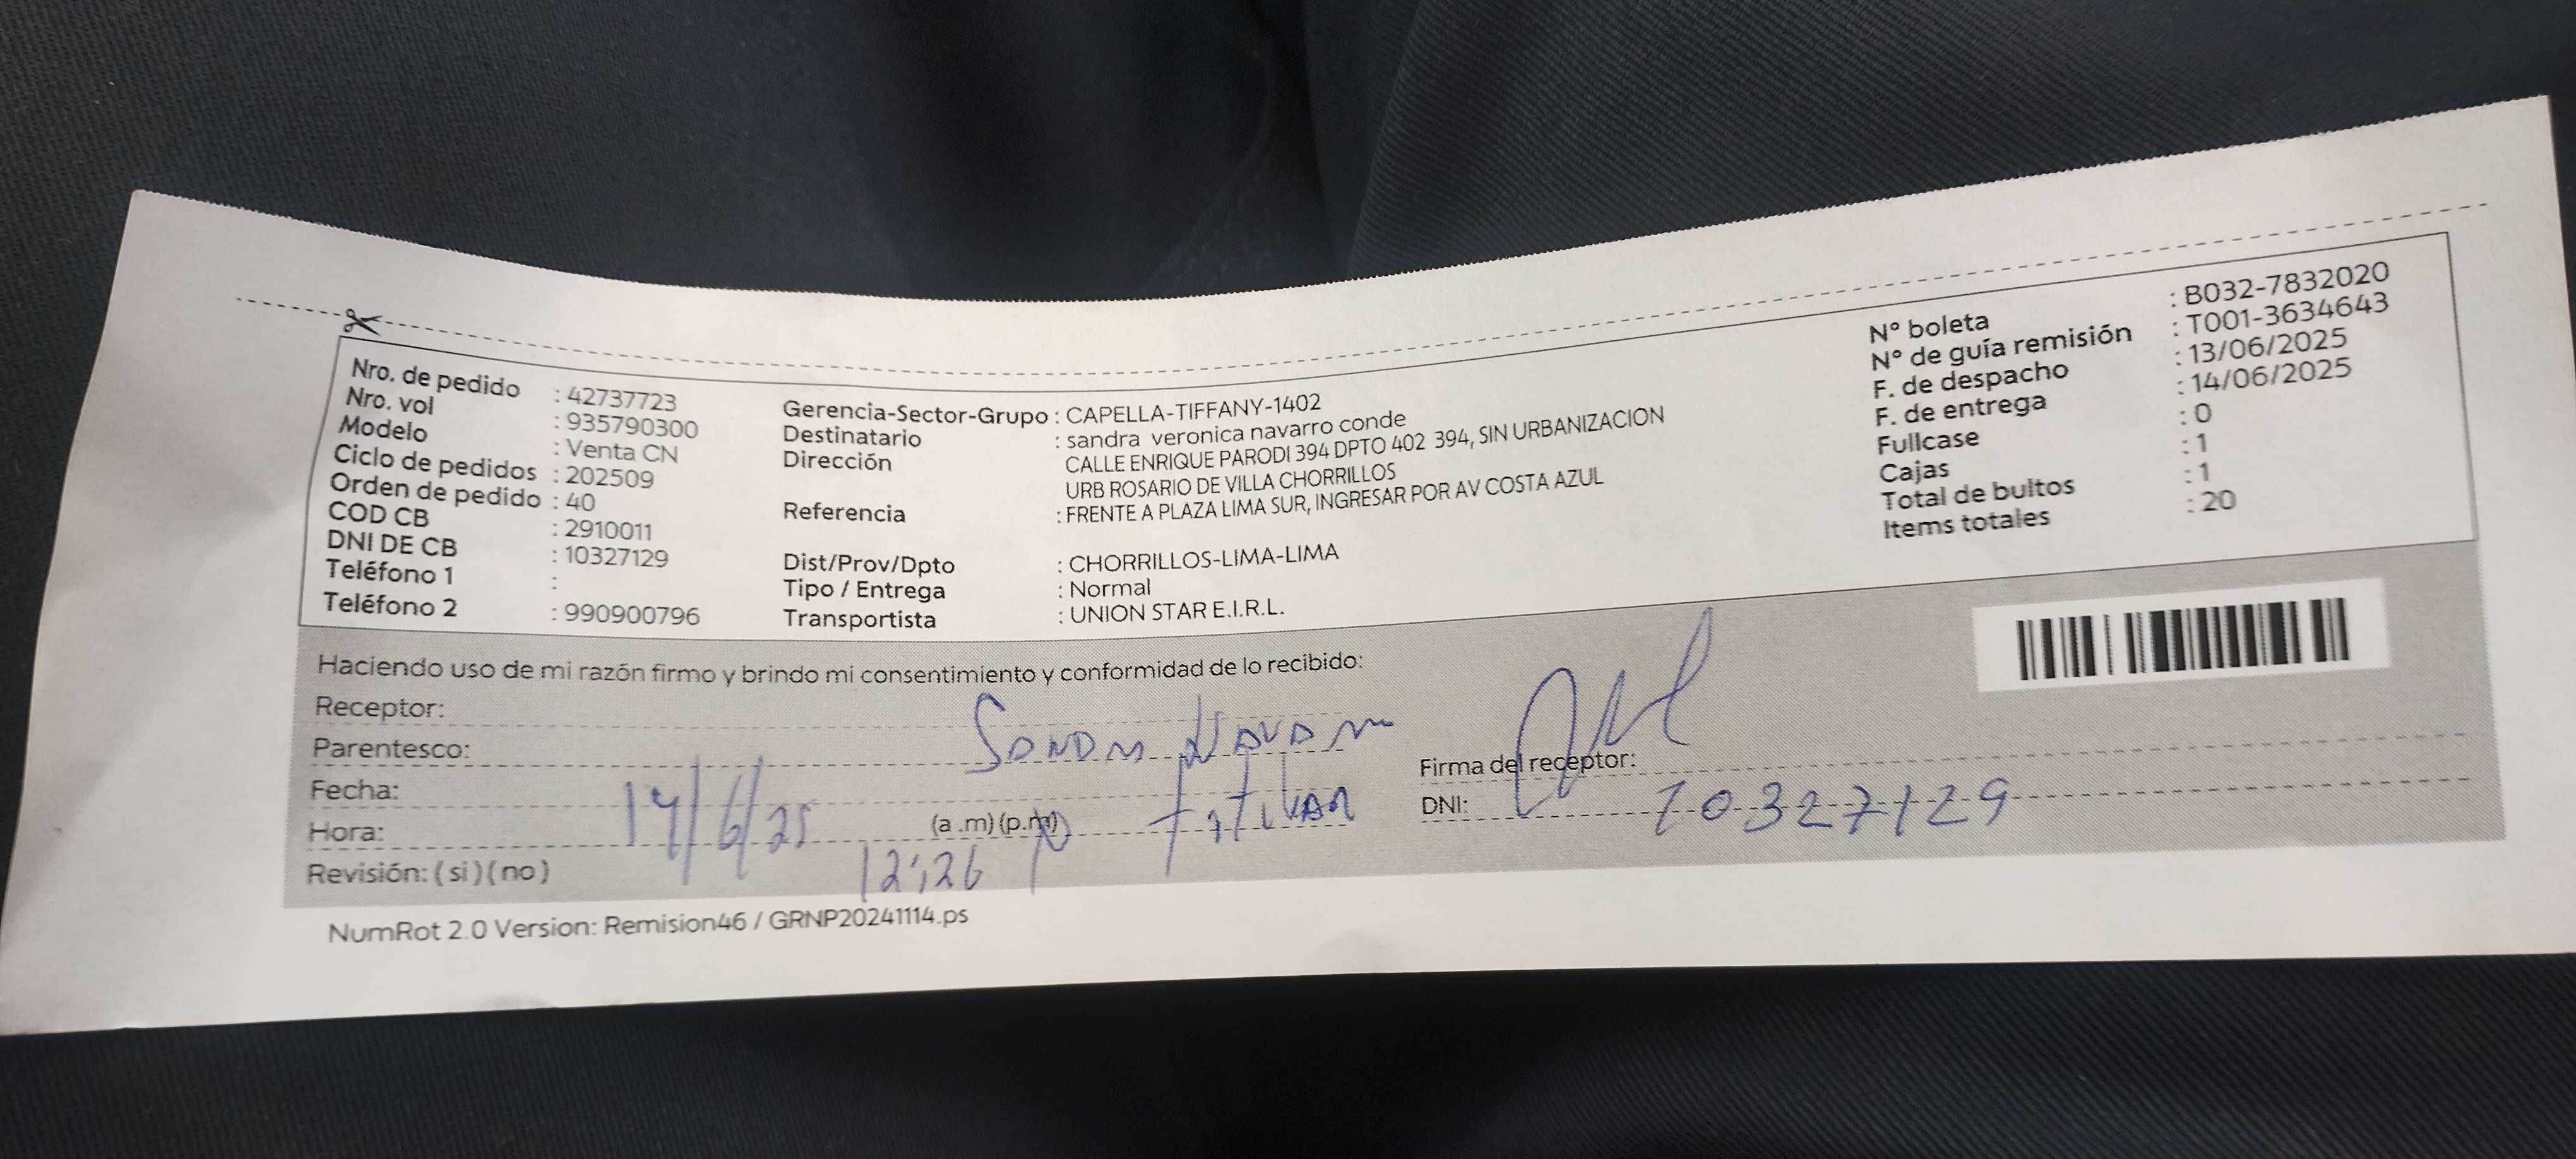 Nro. de pedido : 42737723
Nro. vol : 935790300
Modelo : Venta CN
Ciclo de pedidos : 202509
Orden de pedido : 40
COD CB : 2910011
DNI DE CB : 10327129
Teléfono 1 :
Teléfono 2 : 990900796
Gerencia-Sector-Grupo : CAPELLA-TIFFANY-1402
Destinatario : sandra veronica navarro conde
Dirección CALLE ENRIQUE PARODI 394 DPTO 402 394, SIN URBANIZACION
URB ROSARIO DE VILLA CHORRILLOS
Referencia : FRENTE A PLAZA LIMA SUR, INGRESAR POR AV COSTA AZUL
Dist/Prov/Dpto : CHORRILLOS-LIMA-LIMA
Tipo / Entrega : Normal
Transportista : UNION STAR E.I.R.L.
N° boleta : B032-7832020
N° de guía remisión : T001-3634643
F. de despacho : 13/06/2025
F. de entrega : 14/06/2025
Fullcase : 0
Cajas : 1
Total de bultos : 1
Items totales : 20
Haciendo uso de mi razón firmo y brindo mi consentimiento y conformidad de lo recibido:
Receptor:
Parentesco: Sandra Navarro
Fecha: 14/6/25
Hora: 12:26 (a .m) (p.m)
Revisión: ( si ) ( no )
Firma del receptor:
DNI: 10327129
NumRot 2.0 Version: Remision46 / GRNP20241114.ps